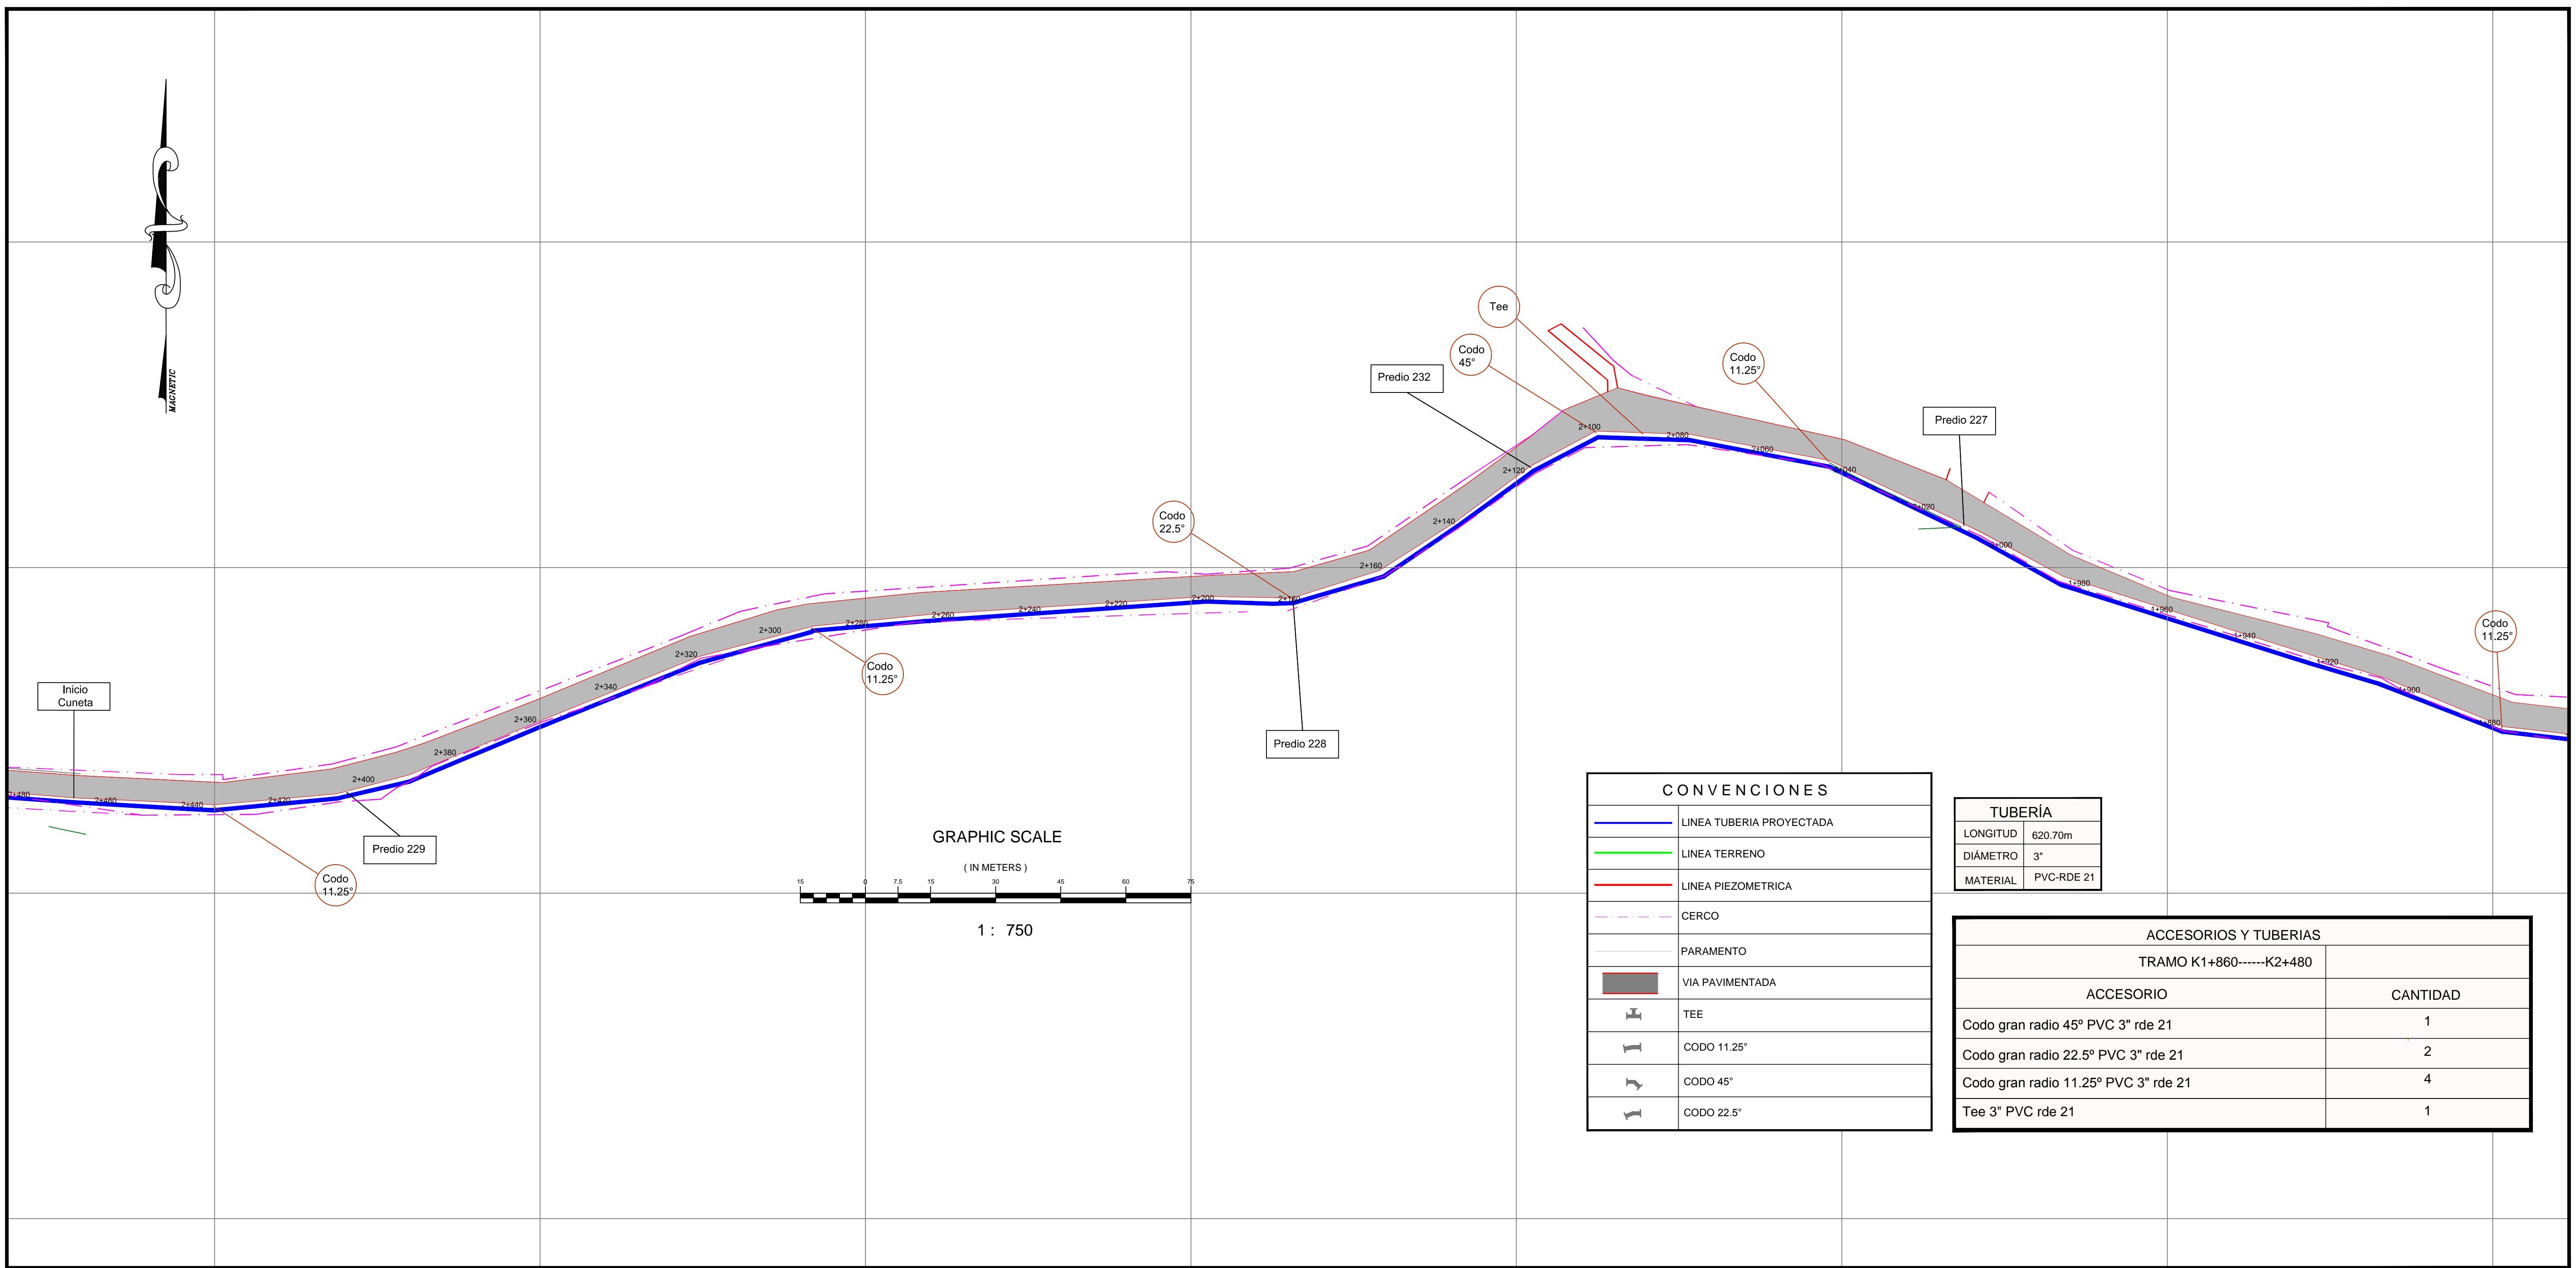 MAGNETIC
Tee
Codo
45°
Codo
11.25°
Predio 232
Predio 227
2+100
2+080
2+060
2+040
2+120
2+020
2+000
Codo
22.5°
2+140
2+160
1+980
2+180
2+200
2+220
2+240
2+260
2+280
2+300
1+960
1+940
1+920
1+900
1+880
Codo
11.25°
2+320
2+340
2+360
2+380
2+400
2+420
2+440
2+460
2+480
Codo
11.25°
Inicio
Cuneta
Predio 228
Predio 229
Codo
11.25°
GRAPHIC SCALE
( IN METERS )
15 0 7.5 15 30 45 60 75
1 : 750
CONVENCIONES
LINEA TUBERIA PROYECTADA
LINEA TERRENO
LINEA PIEZOMETRICA
CERCO
PARAMENTO
VIA PAVIMENTADA
TEE
CODO 11.25°
CODO 45°
CODO 22.5°
TUBERÍA
LONGITUD 620.70m
DIÁMETRO 3"
MATERIAL PVC-RDE 21
ACCESORIOS Y TUBERIAS
TRAMO K1+860------K2+480
ACCESORIO CANTIDAD
Codo gran radio 45º PVC 3" rde 21 1
Codo gran radio 22.5º PVC 3" rde 21 2
Codo gran radio 11.25º PVC 3" rde 21 4
Tee 3" PVC rde 21 1